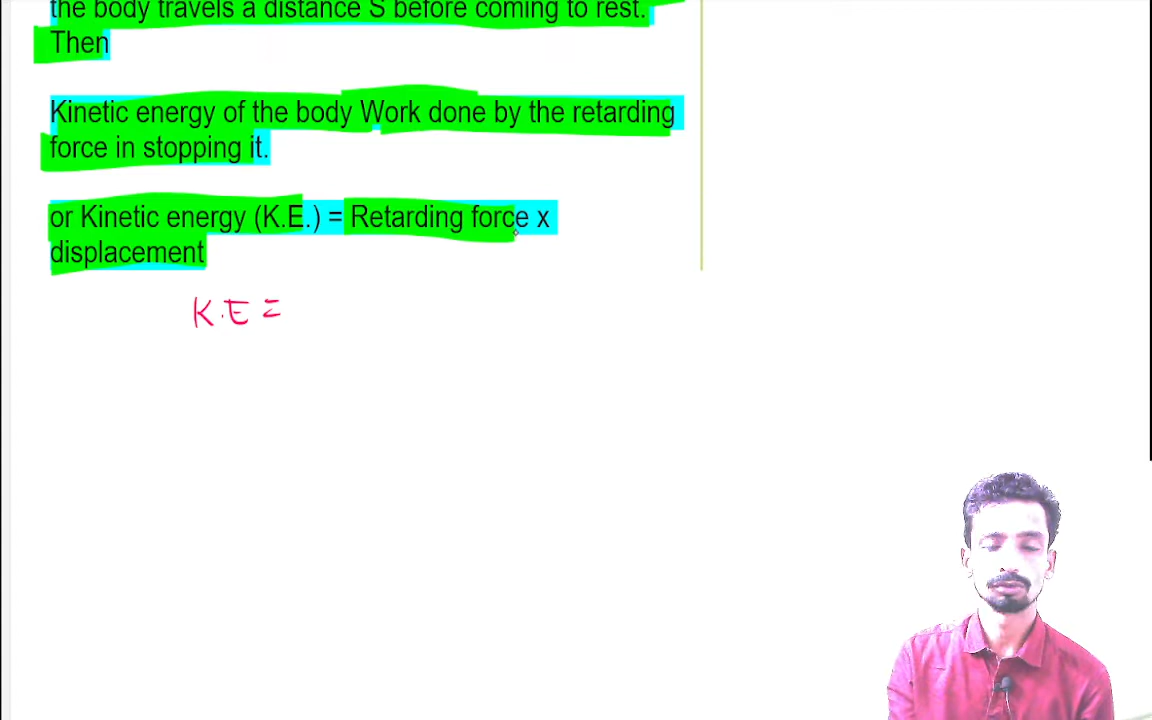 the body travels a distance S before coming to rest.
Then
Kinetic energy of the body Work done by the retarding
force in stopping it.
or Kinetic energy (K.E.) = Retarding force x
displacement
K.E =